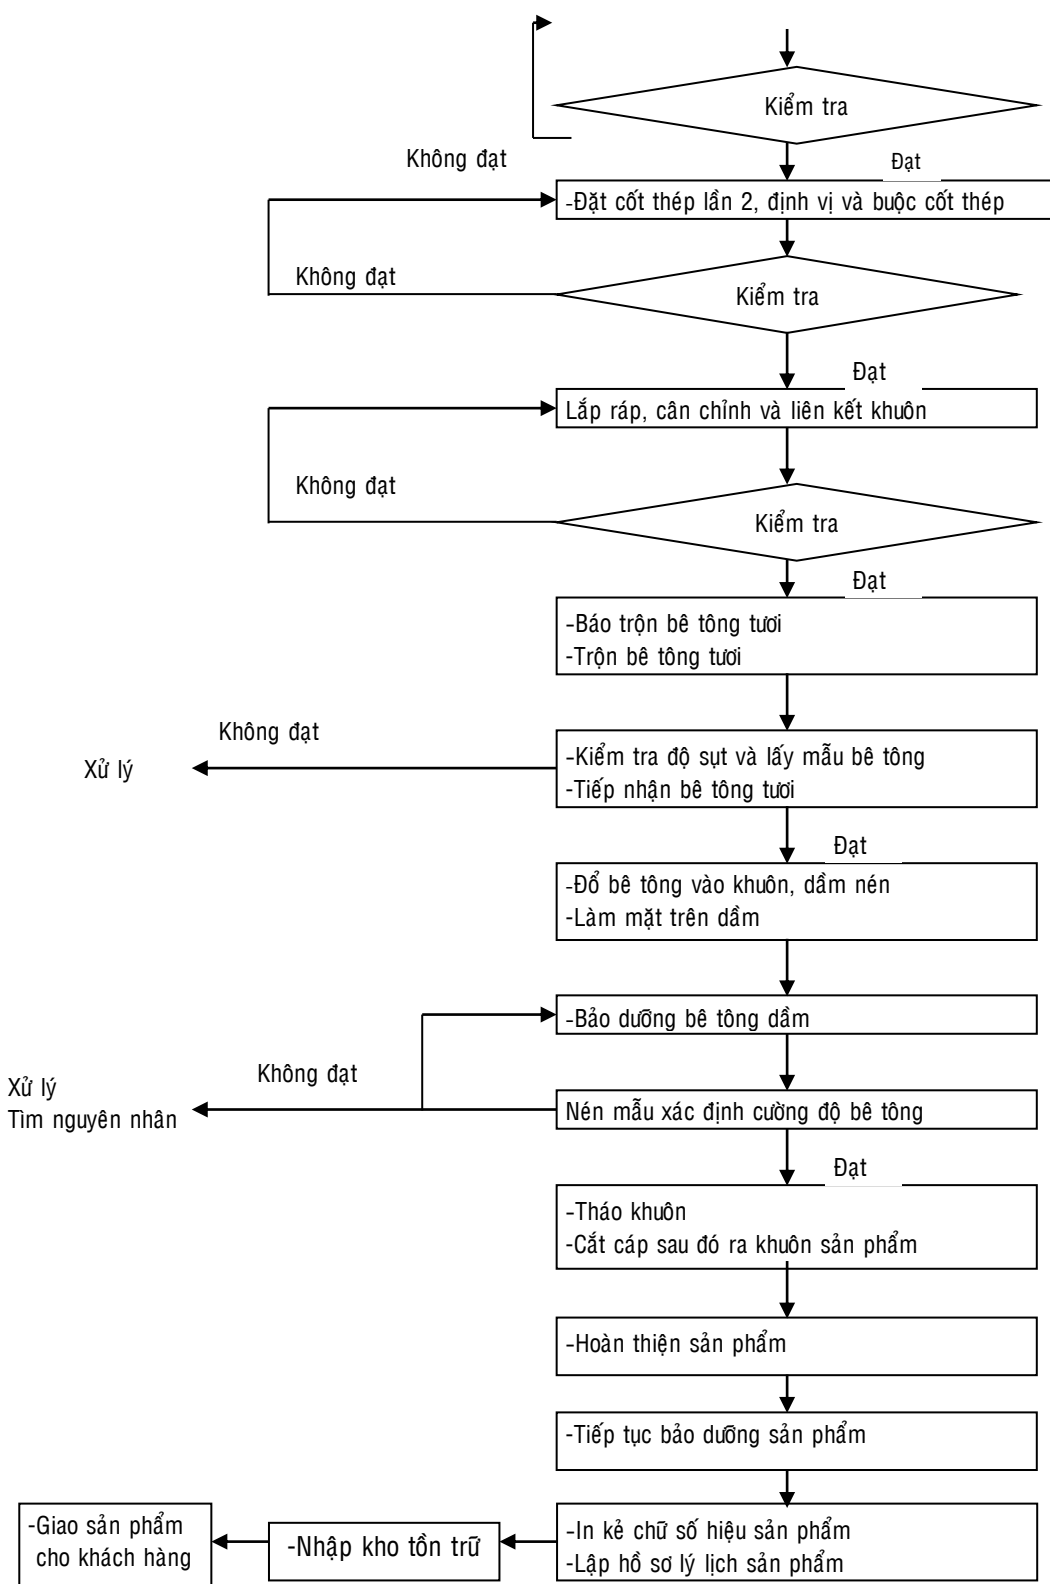 Kiểm tra
Không đạt
Đạt
-Đặt cốt thép lần 2, định vị và buộc cốt thép
Không đạt
Kiểm tra
Đạt
Lắp ráp, cân chỉnh và liên kết khuôn
Không đạt
Kiểm tra
Đạt
-Báo trộn bê tông tươi
-Trộn bê tông tươi
Không đạt
Xử lý
-Kiểm tra độ sụt và lấy mẫu bê tông
-Tiếp nhận bê tông tươi
Đạt
-Đổ bê tông vào khuôn, dầm nén
-Làm mặt trên dầm
-Bảo dưỡng bê tông dầm
Không đạt
Xử lý
Tìm nguyên nhân
Nén mẫu xác định cường độ bê tông
Đạt
-Tháo khuôn
-Cắt cáp sau đó ra khuôn sản phẩm
-Hoàn thiện sản phẩm
-Tiếp tục bảo dưỡng sản phẩm
-In kẻ chữ số hiệu sản phẩm
-Lập hồ sơ lý lịch sản phẩm
-Nhập kho tồn trữ
-Giao sản phẩm
cho khách hàng